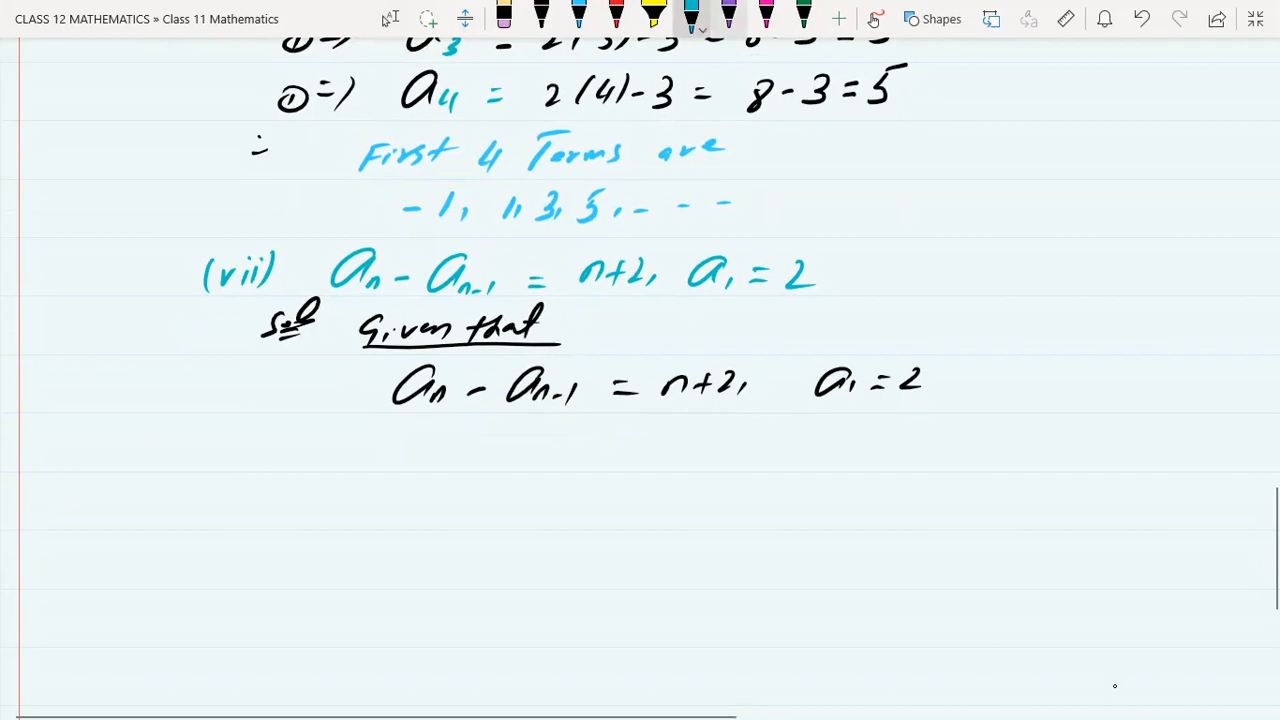 CLASS 12 MATHEMATICS » Class 11 Mathematics
Shapes
① => a₄ = 2(4)-3 = 8-3=5
First 4 Terms are
-1, 1, 3, 5, - - -
(vii) aₙ - aₙ₋₁ = n+2, a₁ = 2
Sol Given that
aₙ - aₙ₋₁ = n+2, a₁ = 2